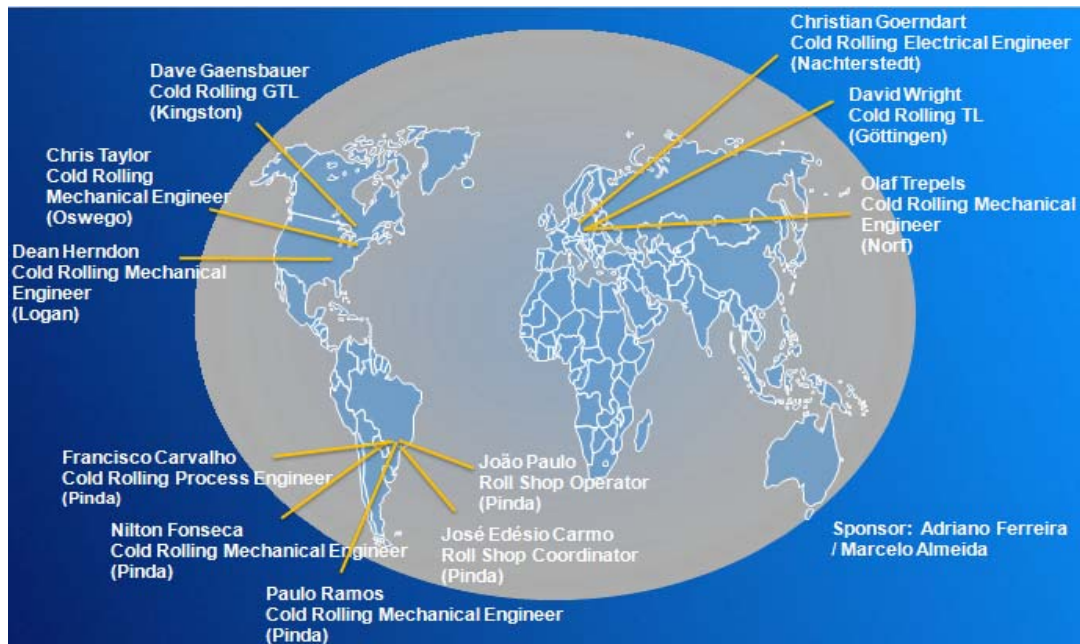 Christian Goerndart
Cold Rolling Electrical Engineer
(Nachterstedt)
Dave Gaensbauer
Cold Rolling GTL
(Kingston)
David Wright
Cold Rolling TL
(Göttingen)
Chris Taylor
Cold Rolling
Mechanical Engineer
(Oswego)
Olaf Trepels
Cold Rolling Mechanical
Engineer
(Norf)
Dean Herndon
Cold Rolling Mechanical
Engineer
(Logan)
Francisco Carvalho
Cold Rolling Process Engineer
(Pinda)
João Paulo
Roll Shop Operator
(Pinda)
Nilton Fonseca
Cold Rolling Mechanical Engineer
(Pinda)
José Edésio Carmo
Roll Shop Coordinator
(Pinda)
Sponsor: Adriano Ferreira
/ Marcelo Almeida
Paulo Ramos
Cold Rolling Mechanical Engineer
(Pinda)